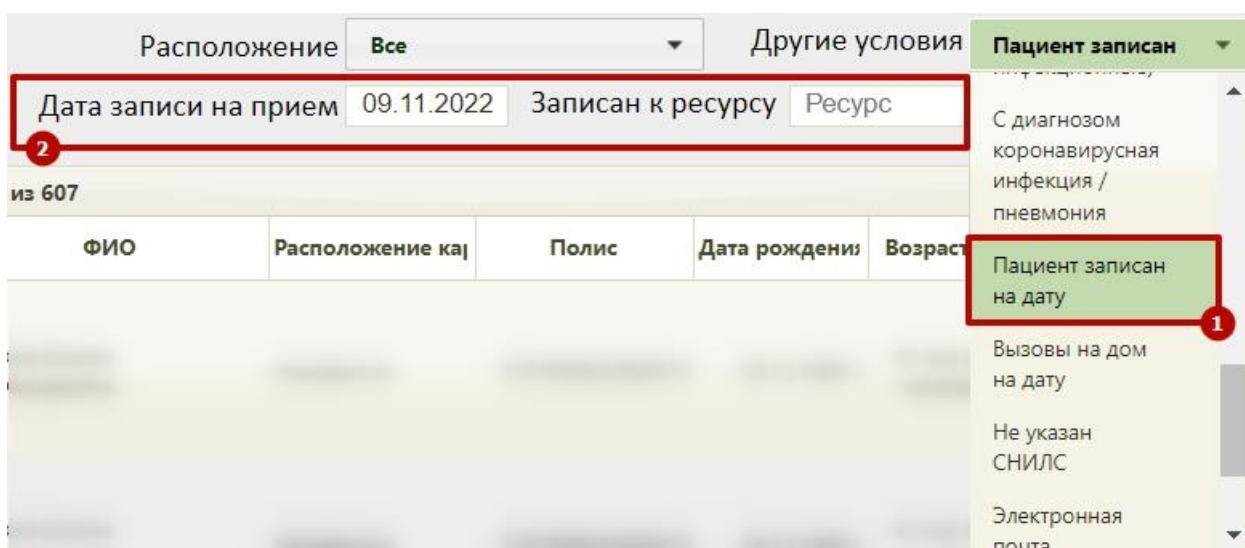 Расположение Все Другие условия Пациент записан
Дата записи на прием 09.11.2022 Записан к ресурсу Ресурс
2
из 607
ФИО Расположение кар Полис Дата рождения Возраст
С диагнозом
коронавирусная
инфекция /
пневмония
Пациент записан
на дату
1
Вызовы на дом
на дату
Не указан
СНИЛС
Электронная
почта